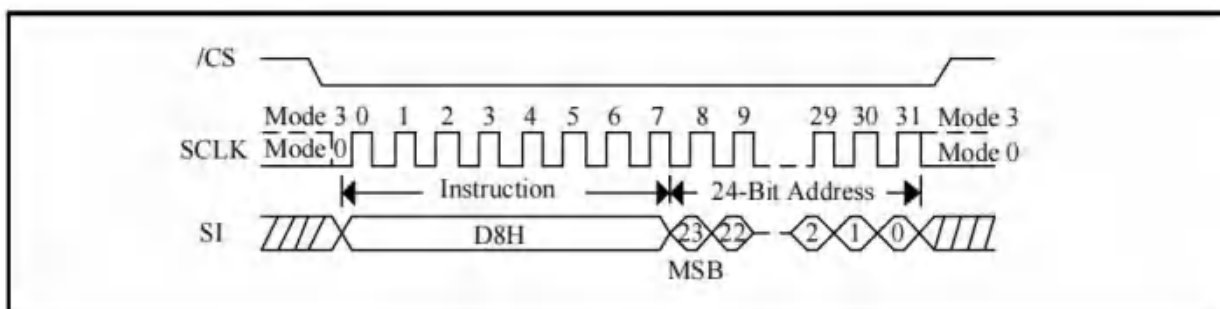 /CS
Mode 3 0 1 2 3 4 5 6 7 8 9 29 30 31 Mode 3
SCLK Mode 0 Mode 0
Instruction 24-Bit Address
SI D8H 23 22 2 1 0
MSB